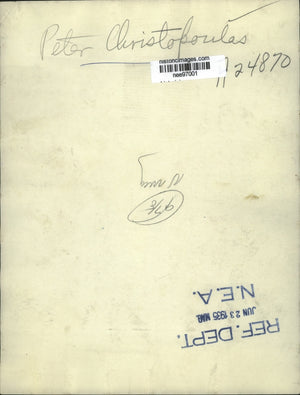 Peter Christopoulas
historicimages.com
nee97001
24870
REF. DEPT.
JUN 23 1935
N.E.A.